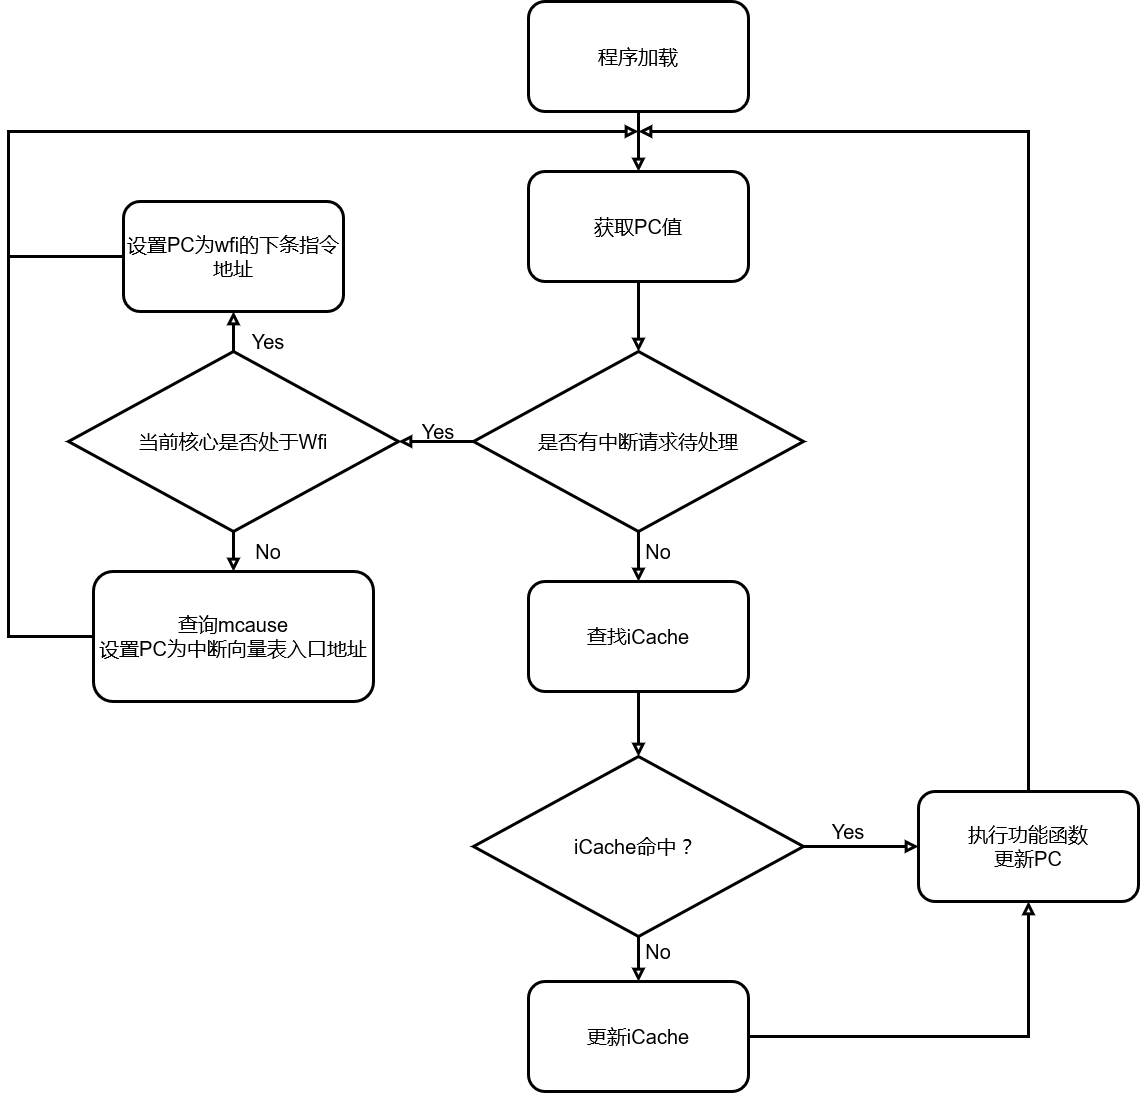 程序加载
获取PC值
设置PC为wfi的下条指令
地址
Yes
当前核心是否处于Wfi
Yes
是否有中断请求待处理
No
No
查询mcause
设置PC为中断向量表入口地址
查找iCache
iCache命中？
Yes
执行功能函数
更新PC
No
更新iCache